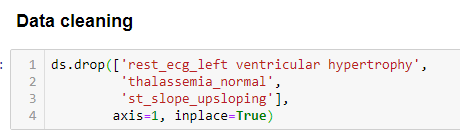 Data cleaning
: 1 ds.drop(['rest_ecg_left ventricular hypertrophy',
2 'thalassemia_normal',
3 'st_slope_upsloping'],
4 axis=1, inplace=True)